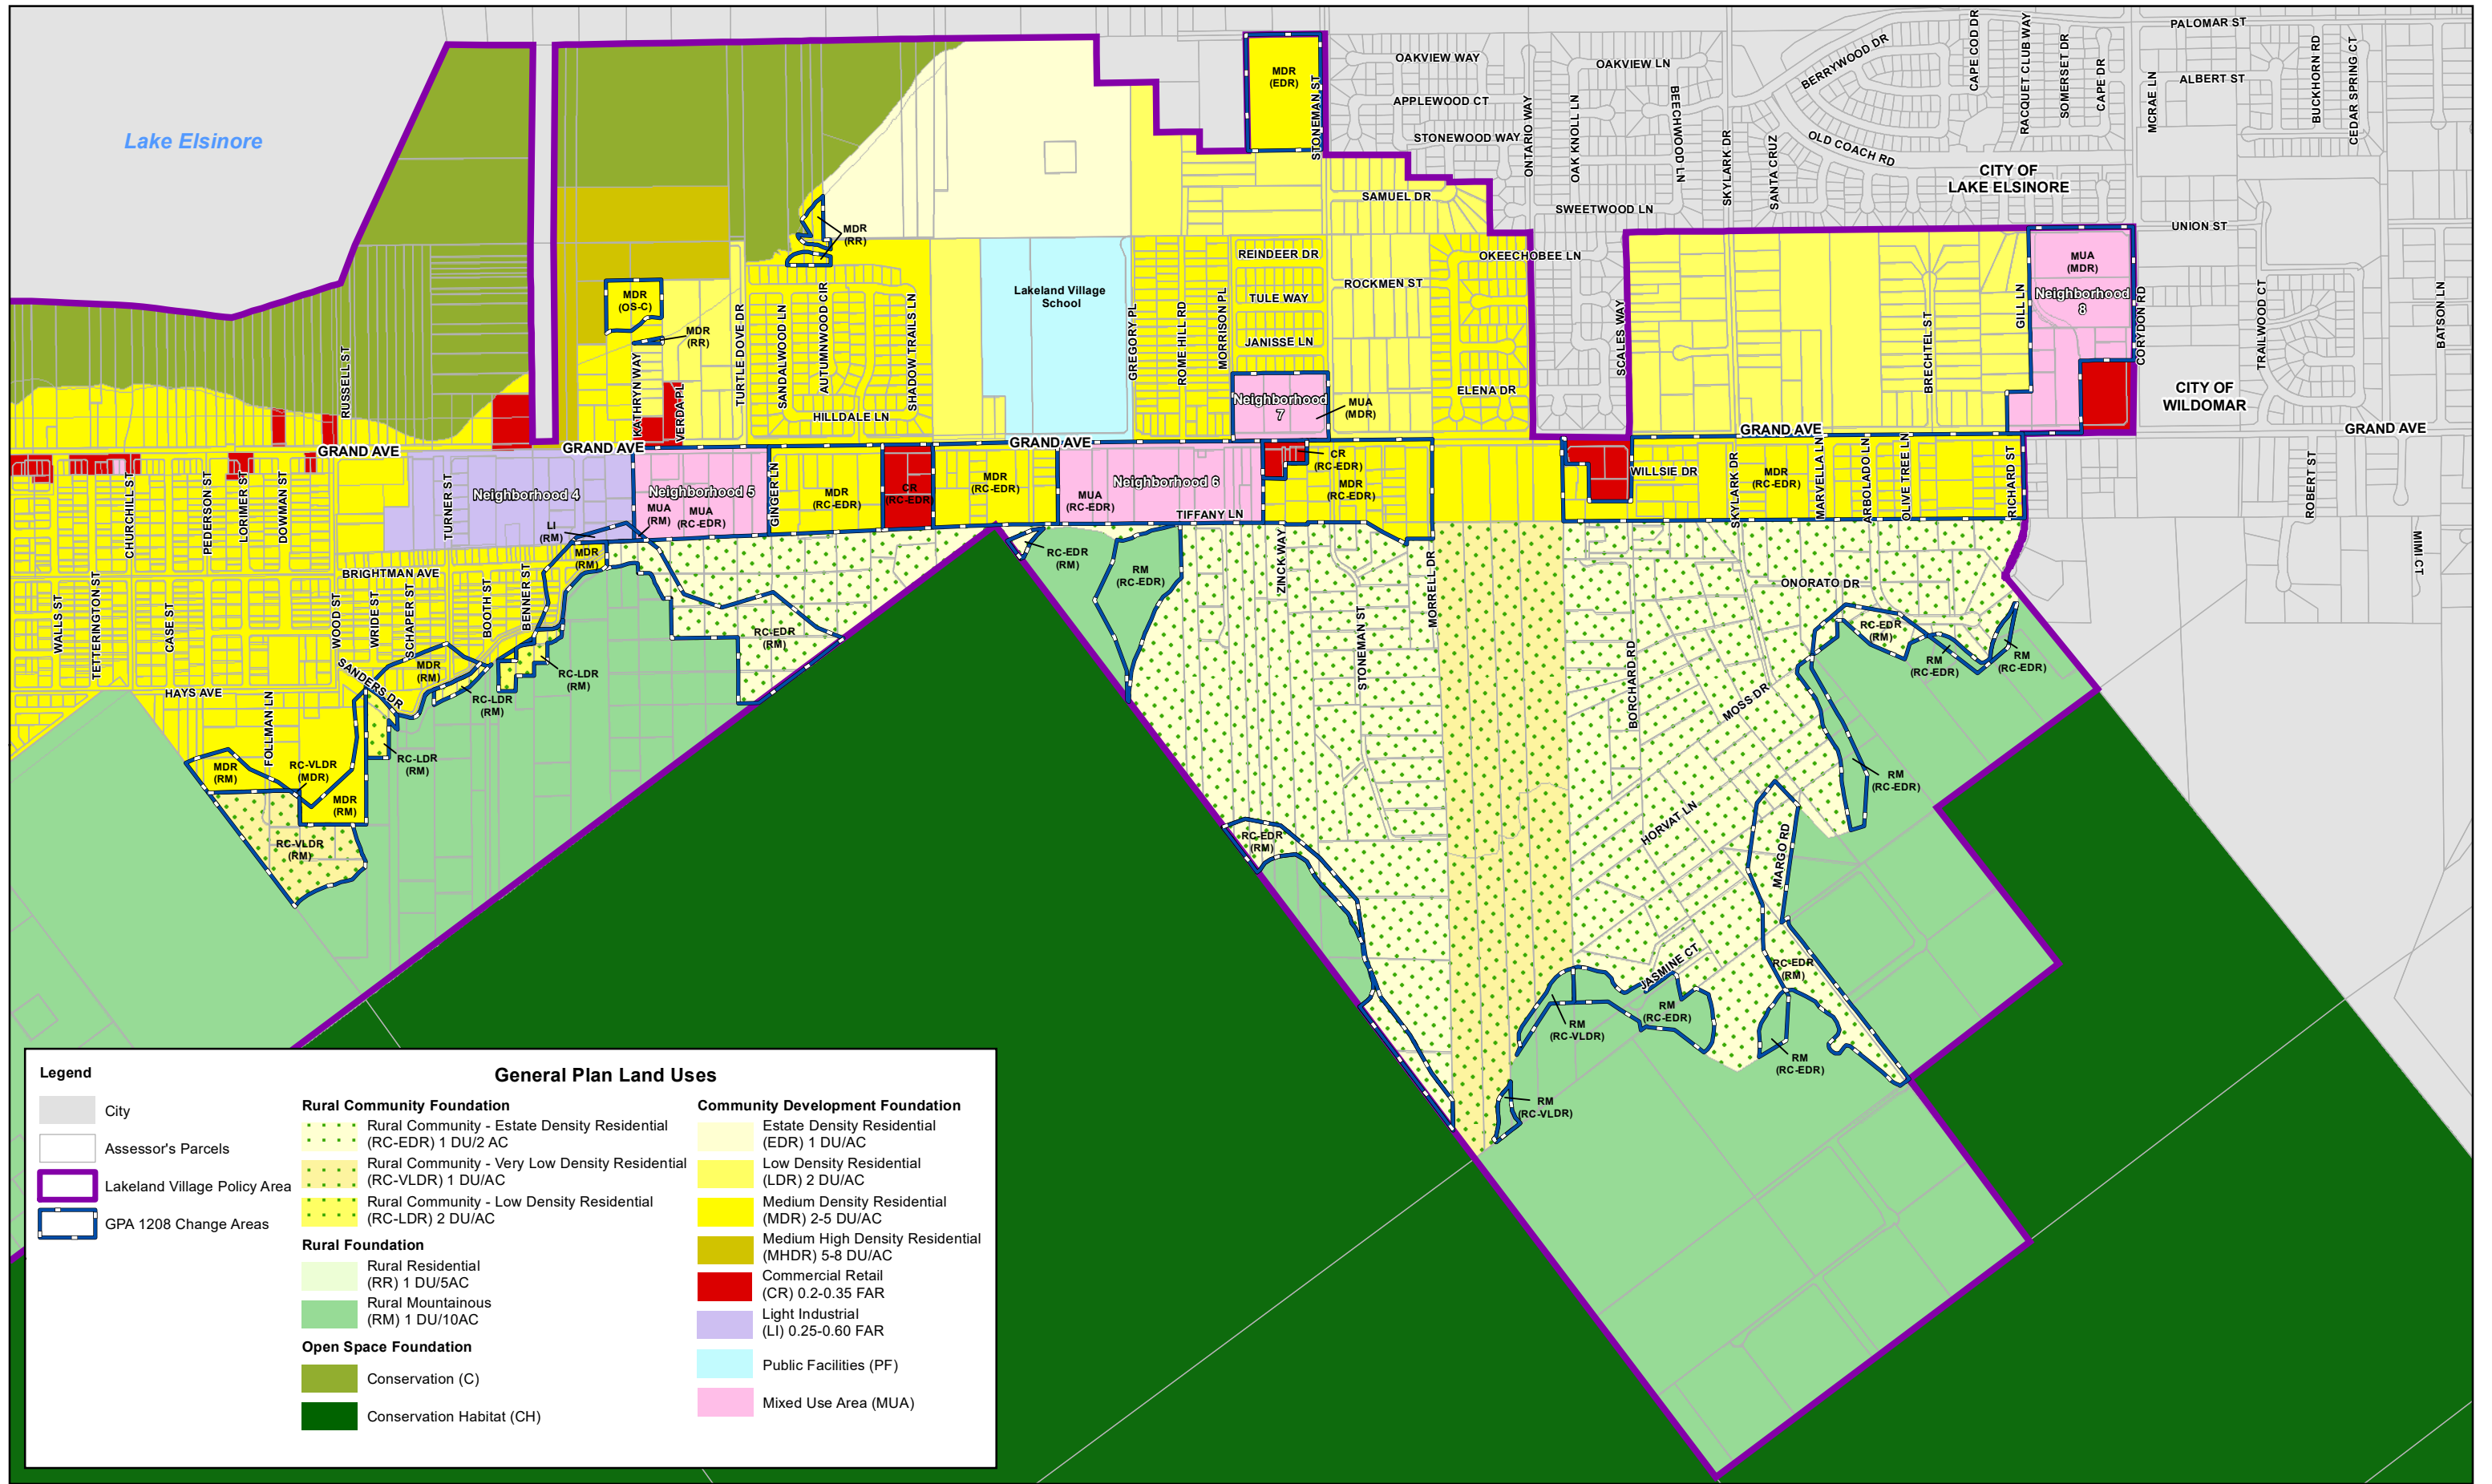 Lake Elsinore
MDR
(EDR)
STONEMAN ST
OAKVIEW WAY
OAKVIEW LN
APPLEWOOD CT
STONEWOOD WAY
ONTARIO WAY
OAK KNOLL LN
BEECHWOOD LN
SKYLARK DR
SANTA CRUZ
BERRYWOOD DR
OLD COACH RD
CAPE COD DR
RACQUET CLUB WAY
SOMERSET DR
CAPE DR
MCRAE LN
PALOMAR ST
ALBERT ST
BUCKHORN RD
CEDAR SPRING CT
CITY OF
LAKE ELSINORE
SAMUEL DR
SWEETWOOD LN
UNION ST
MDR
(RR)
OKEECHOBEE LN
REINDEER DR
ROCKMEN ST
TULE WAY
JANISSE LN
ELENA DR
SCALES WAY
MUA
(MDR)
Neighborhood
8
GILL LN
BRECHTEL ST
CORYDON RD
TRAILWOOD CT
BATSON LN
CITY OF
WILDOMAR
MDR
(OS-C)
MDR
(RR)
Lakeland Village
School
RUSSELL ST
KATHRYN WAY
VERDA PL
TURTLE DOVE DR
SANDALWOOD LN
AUTUMNWOOD CIR
SHADOW TRAILS LN
HILLDALE LN
GREGORY PL
ROME HILL RD
MORRISON PL
Neighborhood
7
MUA
(MDR)
GRAND AVE
GRAND AVE
GRAND AVE
GRAND AVE
GRAND AVE
CHURCHILL ST
PEDERSON ST
LORIMER ST
DOWMAN ST
TURNER ST
Neighborhood 4
Neighborhood 5
MUA
(RM)
MUA
(RC-EDR)
GINGER LN
MDR
(RC-EDR)
CR
(RC-EDR)
MDR
(RC-EDR)
Neighborhood 6
MUA
(RC-EDR)
TIFFANY LN
CR
(RC-EDR)
MDR
(RC-EDR)
WILLSIE DR
SKYLARK DR
MDR
(RC-EDR)
MARVELLA LN
ARBOLADO LN
OLIVE TREE LN
RICHARD ST
ROBERT ST
MIMI CT
LI
(RM)
MDR
(RM)
BRIGHTMAN AVE
WALLS ST
TETTERINGTON ST
CASE ST
WOOD ST
WRIDE ST
SCHAPER ST
BOOTH ST
BENNER ST
SANDERS DR
HAYS AVE
FOLLMAN LN
MDR
(RM)
RC-LDR
(RM)
RC-LDR
(RM)
RC-LDR
(RM)
MDR
(RM)
RC-VLDR
(MDR)
MDR
(RM)
RC-VLDR
(RM)
RC-EDR
(RM)
RC-EDR
(RM)
RM
(RC-EDR)
ZINCK WAY
STONEMAN ST
MORRELL DR
BORCHARD RD
ONORATO DR
MOSS DR
HORVAT LN
MARGO RD
JASMINE CT
RC-EDR
(RM)
RM
(RC-EDR)
RM
(RC-EDR)
RM
(RC-EDR)
RC-EDR
(RM)
RC-EDR
(RM)
RM
(RC-EDR)
RM
(RC-VLDR)
RM
(RC-EDR)
RM
(RC-VLDR)
Legend
City
Assessor's Parcels
Lakeland Village Policy Area
GPA 1208 Change Areas
General Plan Land Uses
Rural Community Foundation
Rural Community - Estate Density Residential
(RC-EDR) 1 DU/2 AC
Rural Community - Very Low Density Residential
(RC-VLDR) 1 DU/AC
Rural Community - Low Density Residential
(RC-LDR) 2 DU/AC
Rural Foundation
Rural Residential
(RR) 1 DU/5AC
Rural Mountainous
(RM) 1 DU/10AC
Open Space Foundation
Conservation (C)
Conservation Habitat (CH)
Community Development Foundation
Estate Density Residential
(EDR) 1 DU/AC
Low Density Residential
(LDR) 2 DU/AC
Medium Density Residential
(MDR) 2-5 DU/AC
Medium High Density Residential
(MHDR) 5-8 DU/AC
Commercial Retail
(CR) 0.2-0.35 FAR
Light Industrial
(LI) 0.25-0.60 FAR
Public Facilities (PF)
Mixed Use Area (MUA)